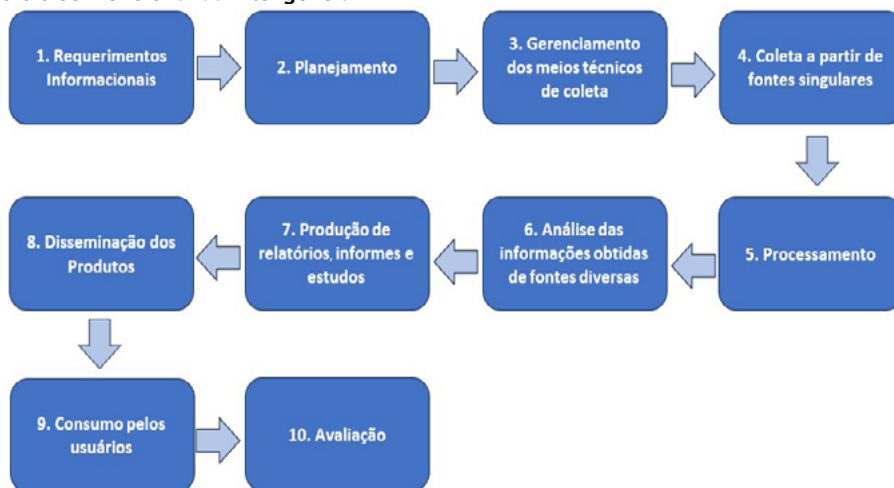 1. Requerimentos
Informacionais
2. Planejamento
3. Gerenciamento
dos meios técnicos
de coleta
4. Coleta a partir de
fontes singulares
8. Disseminação dos
Produtos
7. Produção de
relatórios, informes e
estudos
6. Análise das
informações obtidas
de fontes diversas
5. Processamento
9. Consumo pelos
usuários
10. Avaliação